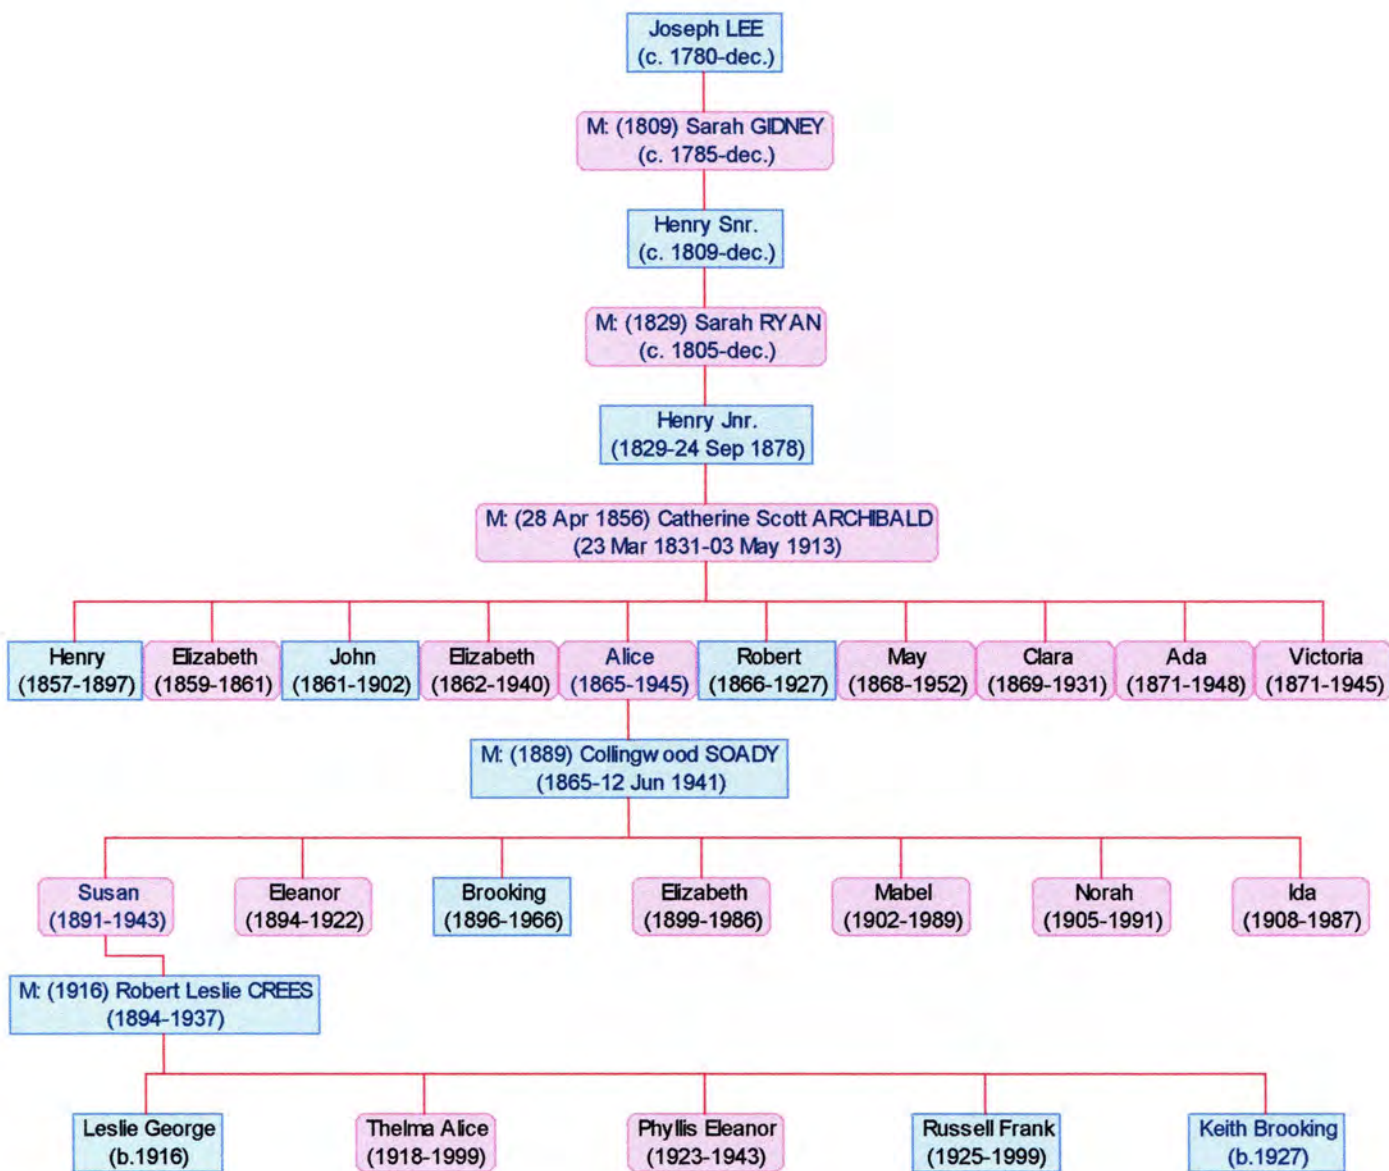 Joseph LEE
(c. 1780-dec.)
M: (1809) Sarah GIDNEY
(c. 1785-dec.)
Henry Snr.
(c. 1809-dec.)
M: (1829) Sarah RYAN
(c. 1805-dec.)
Henry Jnr.
(1829-24 Sep 1878)
M: (28 Apr 1856) Catherine Scott ARCHIBALD
(23 Mar 1831-03 May 1913)
Henry
(1857-1897)
Elizabeth
(1859-1861)
John
(1861-1902)
Elizabeth
(1862-1940)
Alice
(1865-1945)
Robert
(1866-1927)
May
(1868-1952)
Clara
(1869-1931)
Ada
(1871-1948)
Victoria
(1871-1945)
M: (1889) Collingwood SOADY
(1865-12 Jun 1941)
Susan
(1891-1943)
Eleanor
(1894-1922)
Brooking
(1896-1966)
Elizabeth
(1899-1986)
Mabel
(1902-1989)
Norah
(1905-1991)
Ida
(1908-1987)
M: (1916) Robert Leslie CREES
(1894-1937)
Leslie George
(b.1916)
Thelma Alice
(1918-1999)
Phyllis Eleanor
(1923-1943)
Russell Frank
(1925-1999)
Keith Brooking
(b.1927)